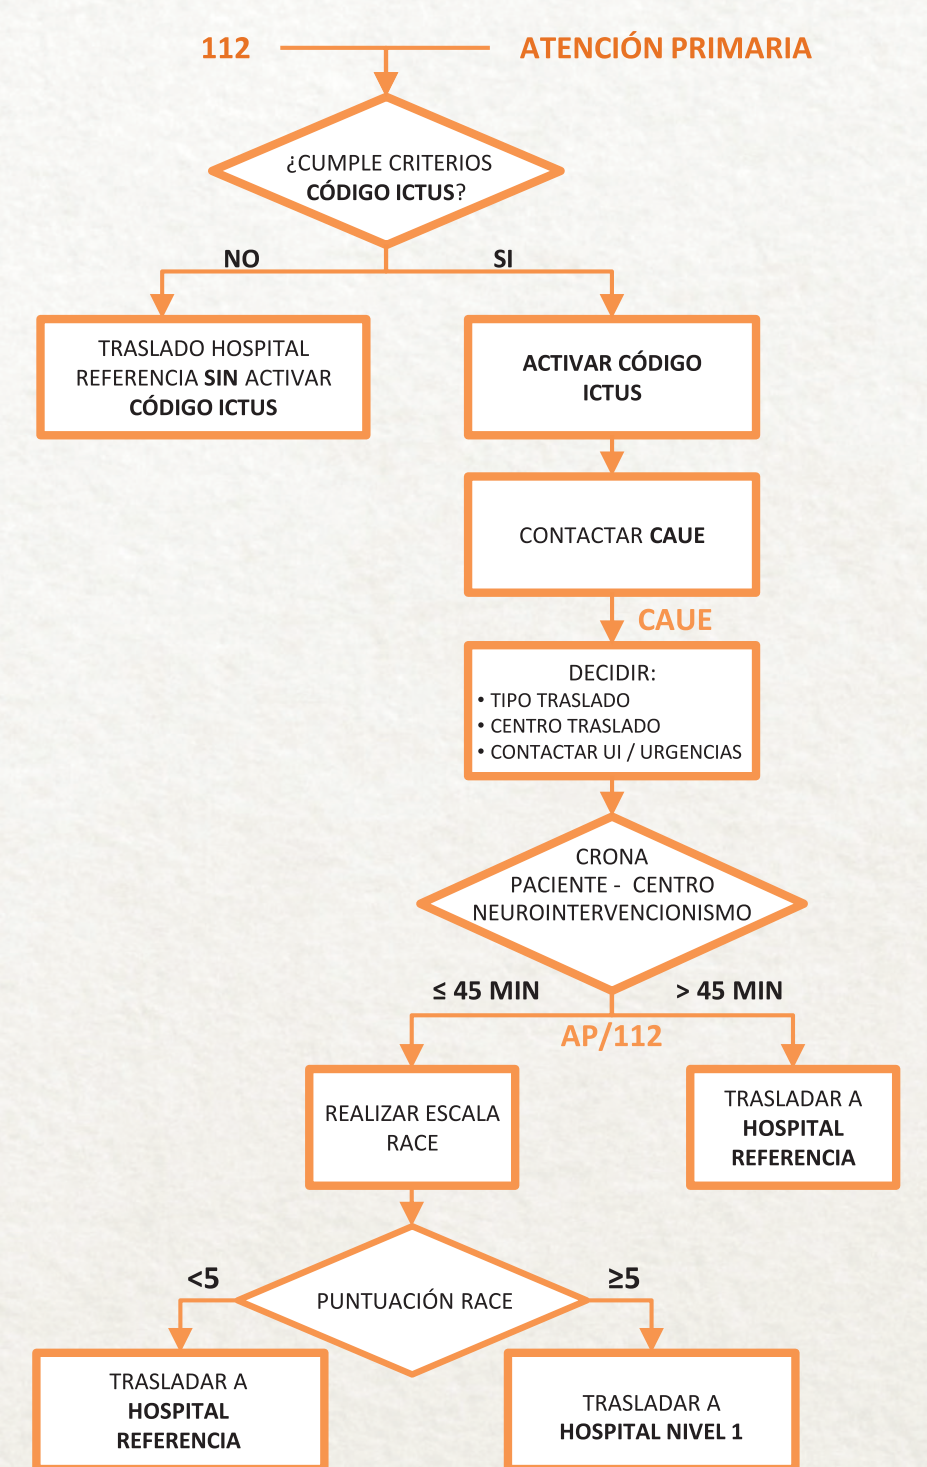 112
ATENCIÓN PRIMARIA
¿CUMPLE CRITERIOS
CÓDIGO ICTUS?
NO
SI
TRASLADO HOSPITAL
REFERENCIA SIN ACTIVAR
CÓDIGO ICTUS
ACTIVAR CÓDIGO
ICTUS
CONTACTAR CAUE
CAUE
DECIDIR:
• TIPO TRASLADO
• CENTRO TRASLADO
• CONTACTAR UI / URGENCIAS
CRONA
PACIENTE - CENTRO
NEUROINTERVENCIONISMO
≤ 45 MIN
> 45 MIN
AP/112
REALIZAR ESCALA
RACE
TRASLADAR A
HOSPITAL
REFERENCIA
<5
≥5
PUNTUACIÓN RACE
TRASLADAR A
HOSPITAL
REFERENCIA
TRASLADAR A
HOSPITAL NIVEL 1